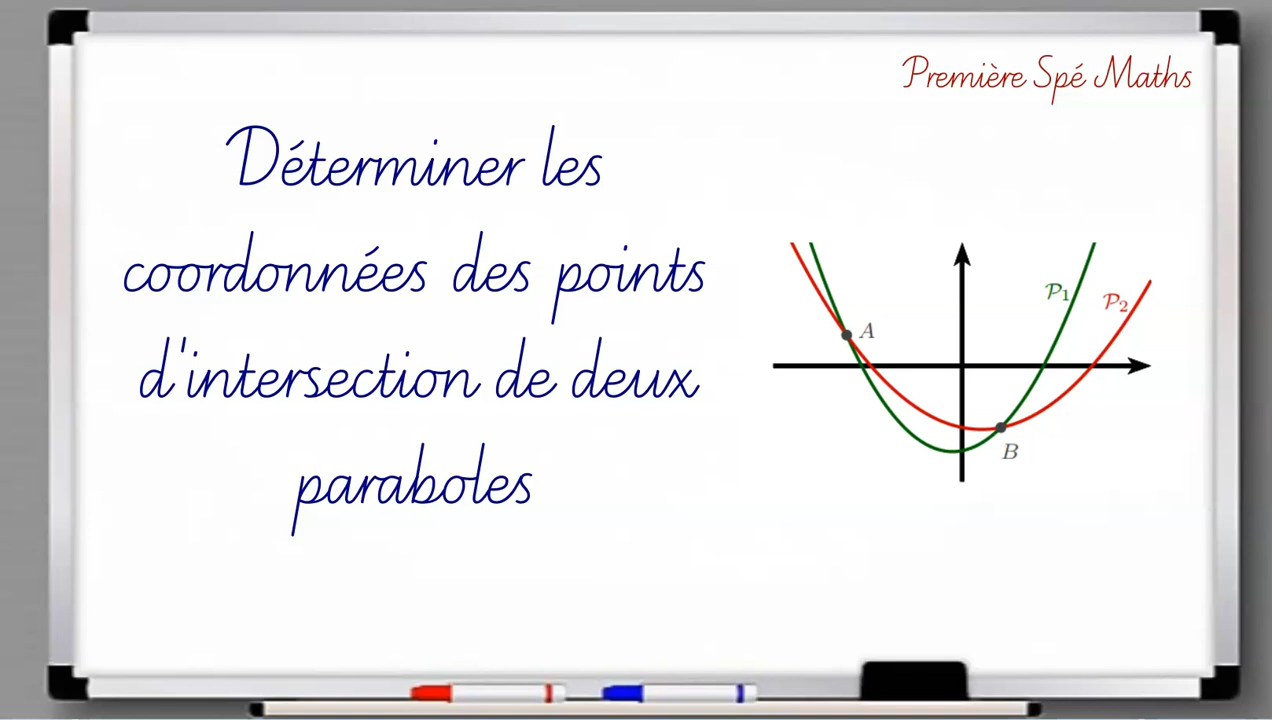 Première Spé Maths
Déterminer les
coordonnées des points
d'intersection de deux
paraboles
P₁
P₂
A
B